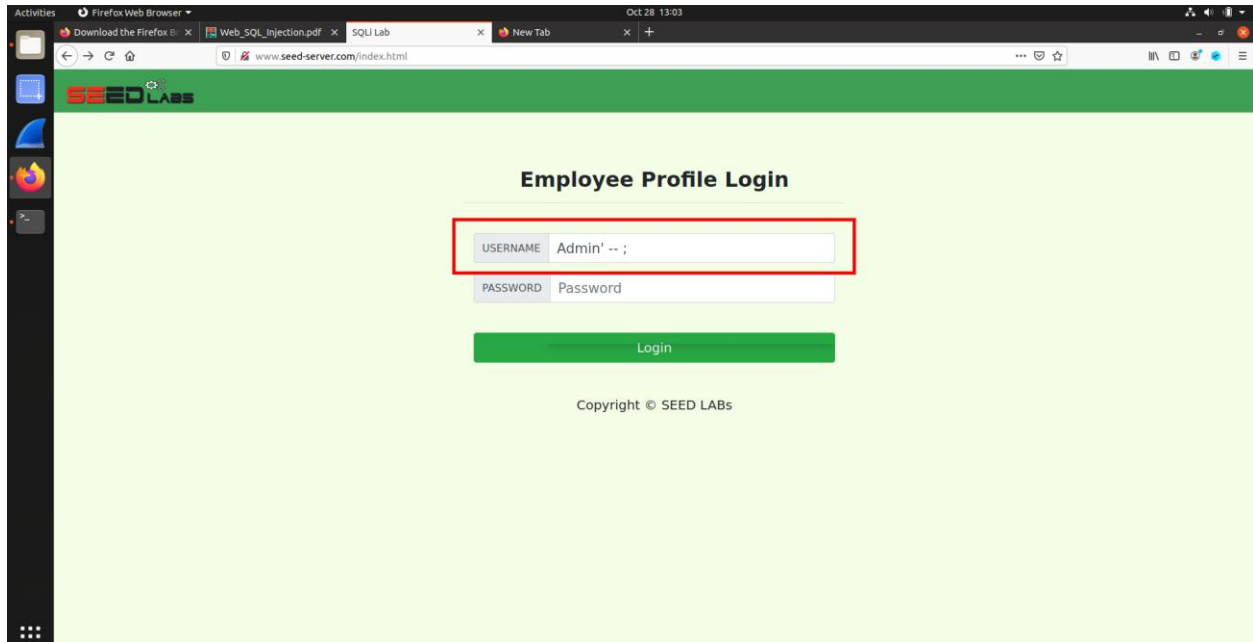 Activities Firefox Web Browser Oct 28 13:03
Download the Firefox Br Web_SQL_Injection.pdf SQLi Lab New Tab
www.seed-server.com/index.html
SEED LABS
Employee Profile Login
USERNAME Admin' -- ;
PASSWORD Password
Login
Copyright © SEED LABs